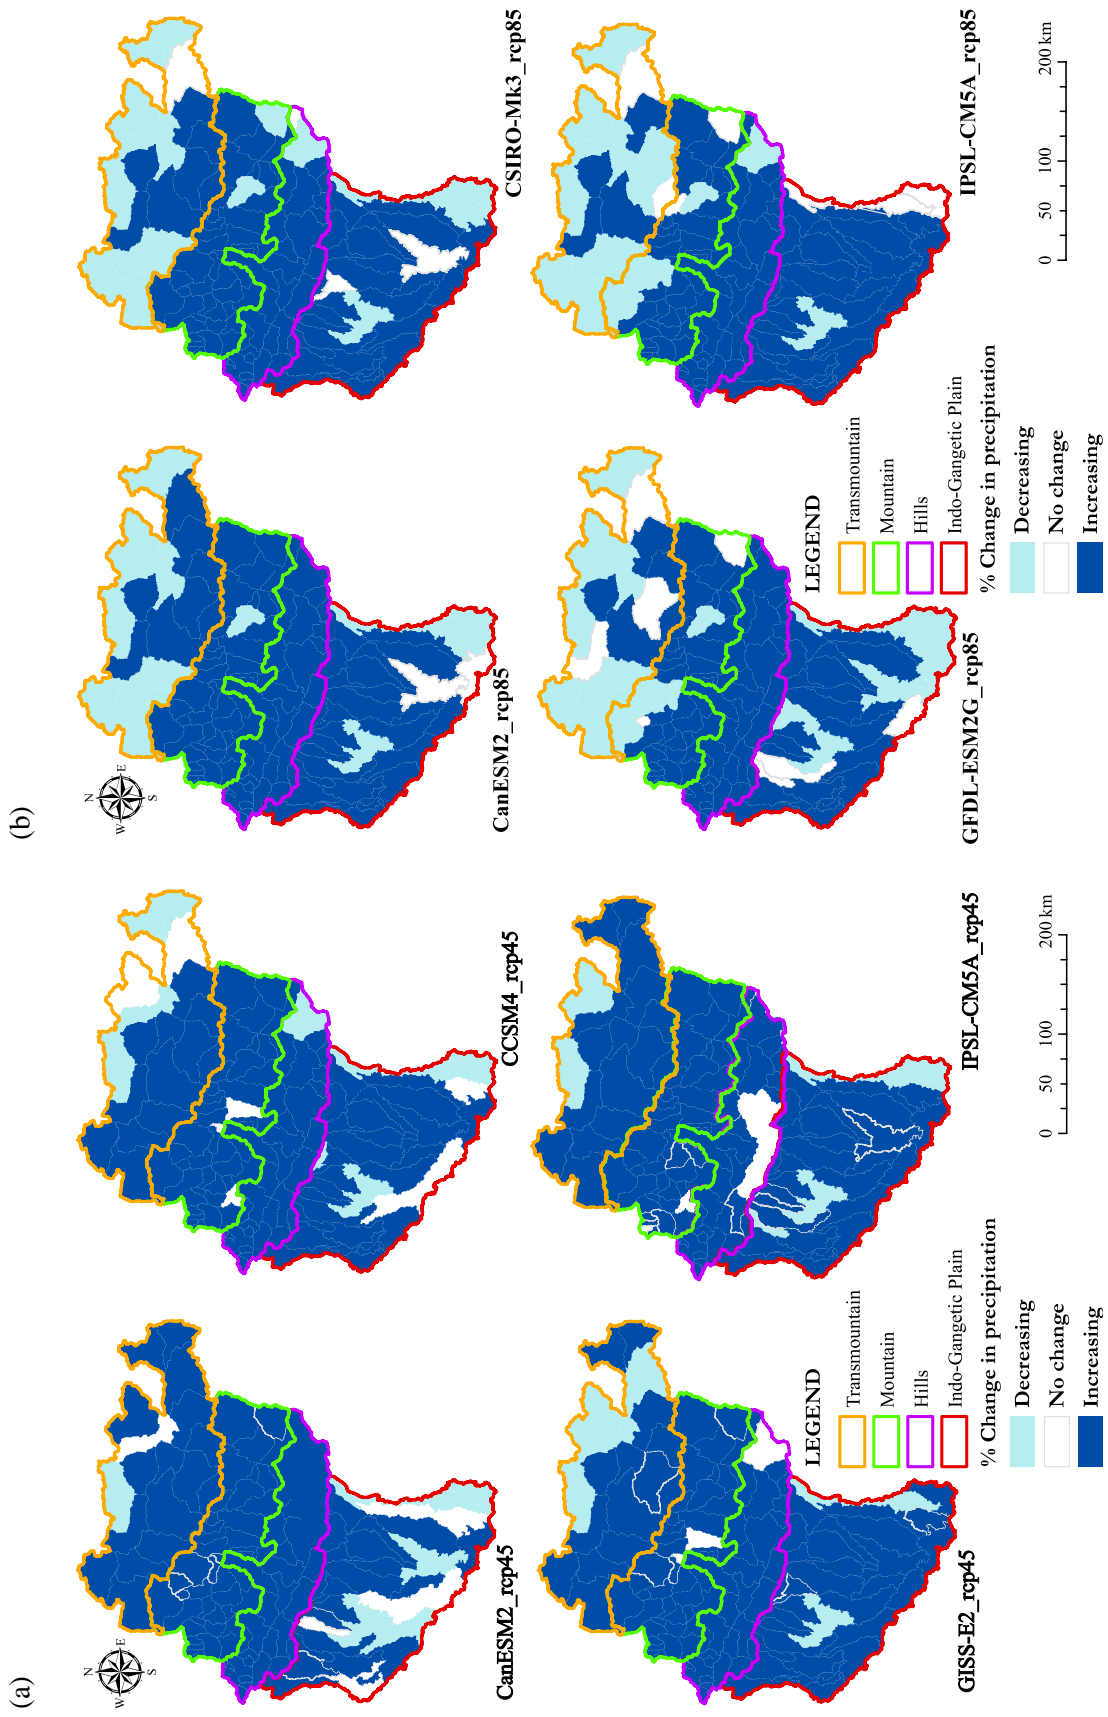 (a)
N
W
E
S
CanESM2_rcp45
CCSM4_rcp45
GISS-E2_rcp45
IPSL-CM5A_rcp45
LEGEND
Transmountain
Mountain
Hills
Indo-Gangetic Plain
% Change in precipitation
Decreasing
No change
Increasing
0 50 100 200 km
(b)
N
W
E
S
CanESM2_rcp85
CSIRO-Mk3_rcp85
GFDL-ESM2G_rcp85
IPSL-CM5A_rcp85
LEGEND
Transmountain
Mountain
Hills
Indo-Gangetic Plain
% Change in precipitation
Decreasing
No change
Increasing
0 50 100 200 km